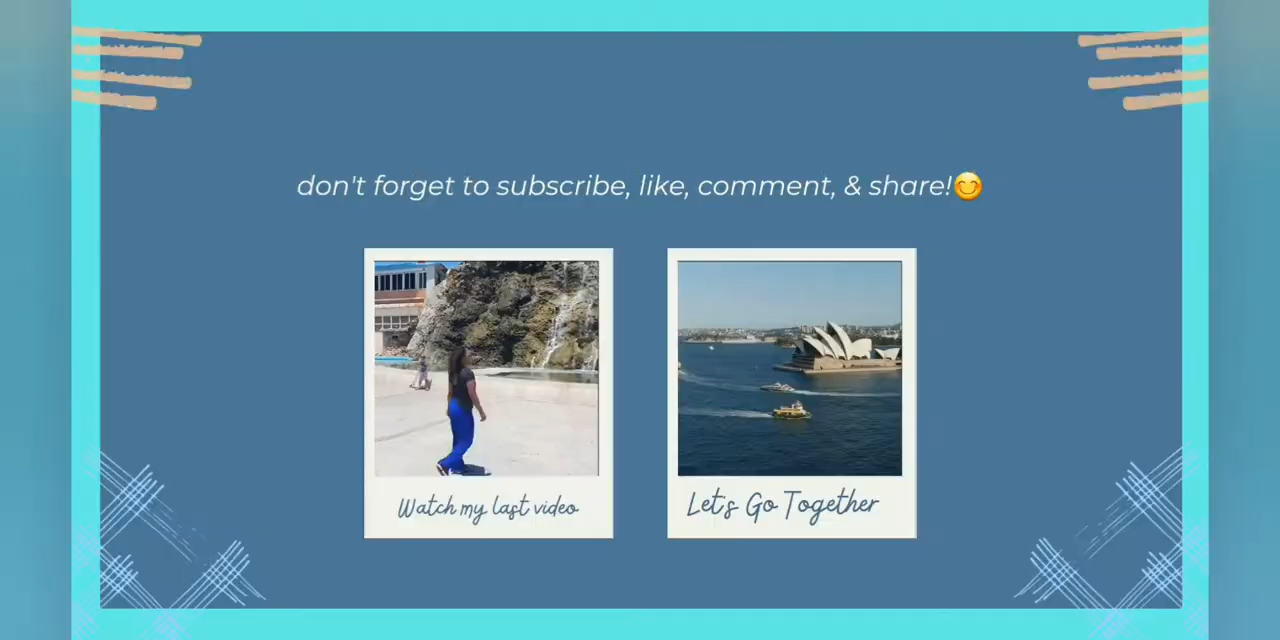 don't forget to subscribe, like, comment, & share!😊
Watch my last video
Let's Go Together